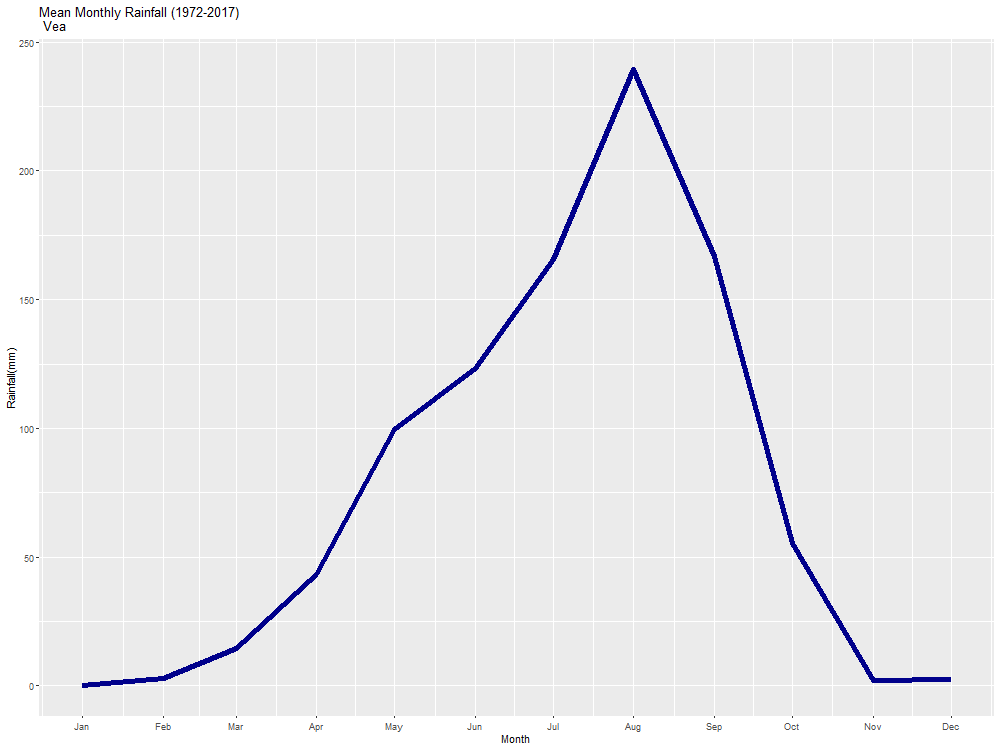 Mean Monthly Rainfall (1972-2017)
Vea
250
200
150
100
50
0
Rainfall(mm)
Jan Feb Mar Apr May Jun Jul Aug Sep Oct Nov Dec
Month